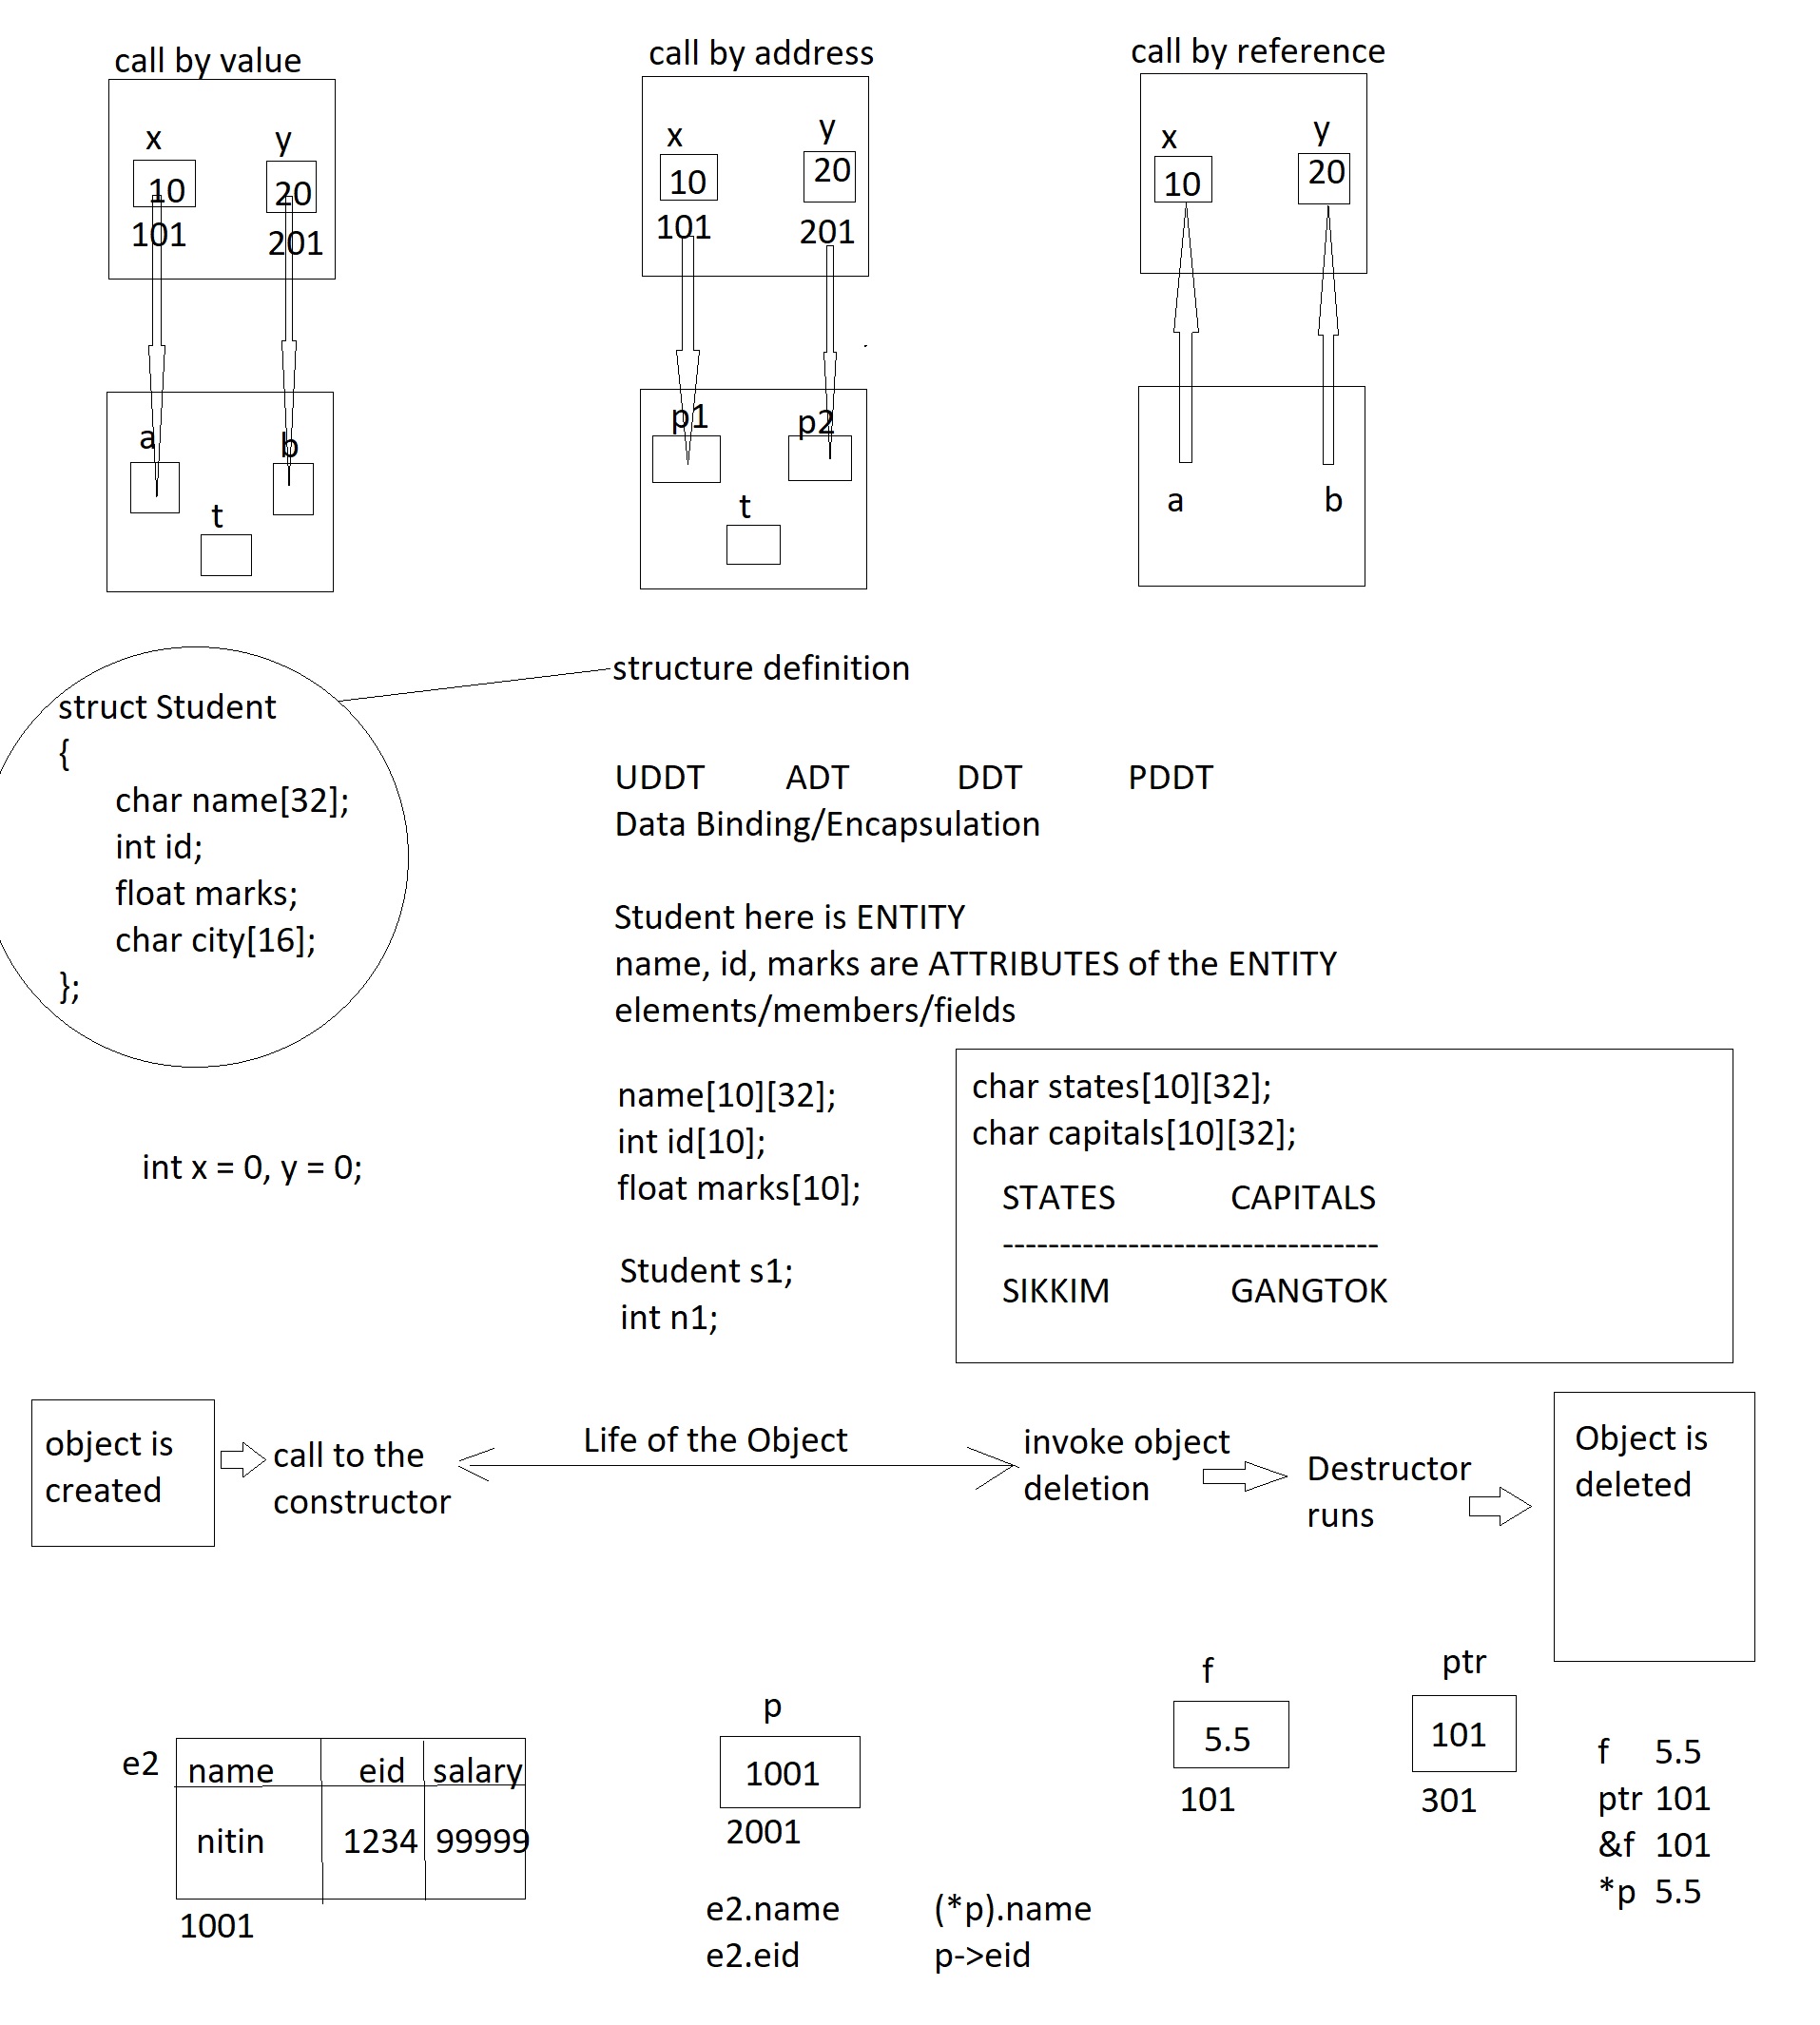 call by value
call by address
call by reference
x y
10 20
101 201
a b
t
x y
10 20
101 201
p1 p2
t
x y
10 20
a b
structure definition
struct Student
{
char name[32];
int id;
float marks;
char city[16];
};
int x = 0, y = 0;
UDDT ADT DDT PDDT
Data Binding/Encapsulation
Student here is ENTITY
name, id, marks are ATTRIBUTES of the ENTITY
elements/members/fields
name[10][32];
int id[10];
float marks[10];
Student s1;
int n1;
char states[10][32];
char capitals[10][32];
STATES CAPITALS
---------------------------------
SIKKIM GANGTOK
object is
created
call to the
constructor
Life of the Object
invoke object
deletion
Destructor
runs
Object is
deleted
e2
name eid salary
nitin 1234 99999
1001
p
1001
2001
e2.name (*p).name
e2.eid p->eid
f
5.5
101
ptr
101
301
f 5.5
ptr 101
&f 101
*p 5.5